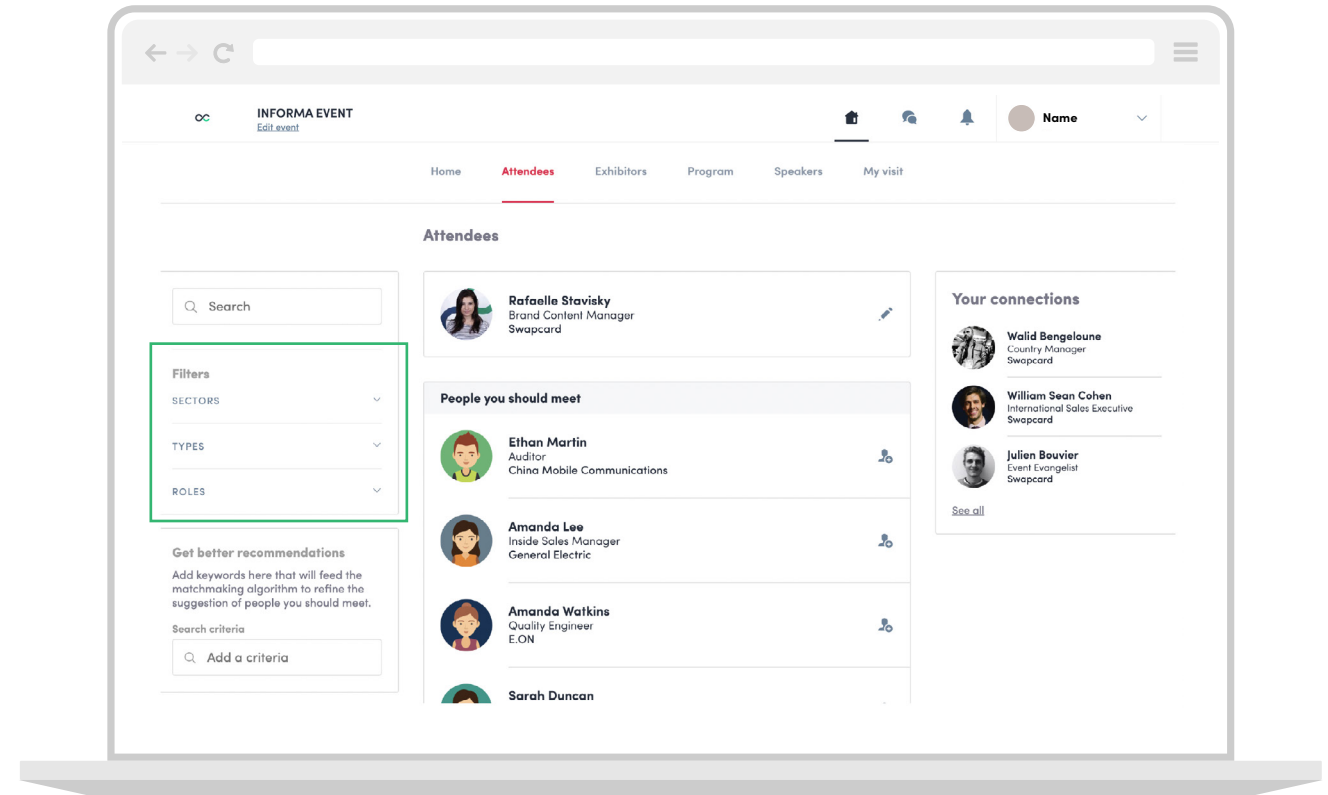 INFORMA EVENT
Edit event
Name
Home
Attendees
Exhibitors
Program
Speakers
My visit
Attendees
Search
Filters
SECTORS
TYPES
ROLES
Get better recommendations
Add keywords here that will feed the
matchmaking algorithm to refine the
suggestion of people you should meet.
Search criteria
Add a criteria
Rafaelle Stavisky
Brand Content Manager
Swapcard
People you should meet
Ethan Martin
Auditor
China Mobile Communications
Amanda Lee
Inside Sales Manager
General Electric
Amanda Watkins
Quality Engineer
E.ON
Sarah Duncan
Your connections
Walid Bengeloune
Country Manager
Swapcard
William Sean Cohen
International Sales Executive
Swapcard
Julien Bouvier
Event Evangelist
Swapcard
See all